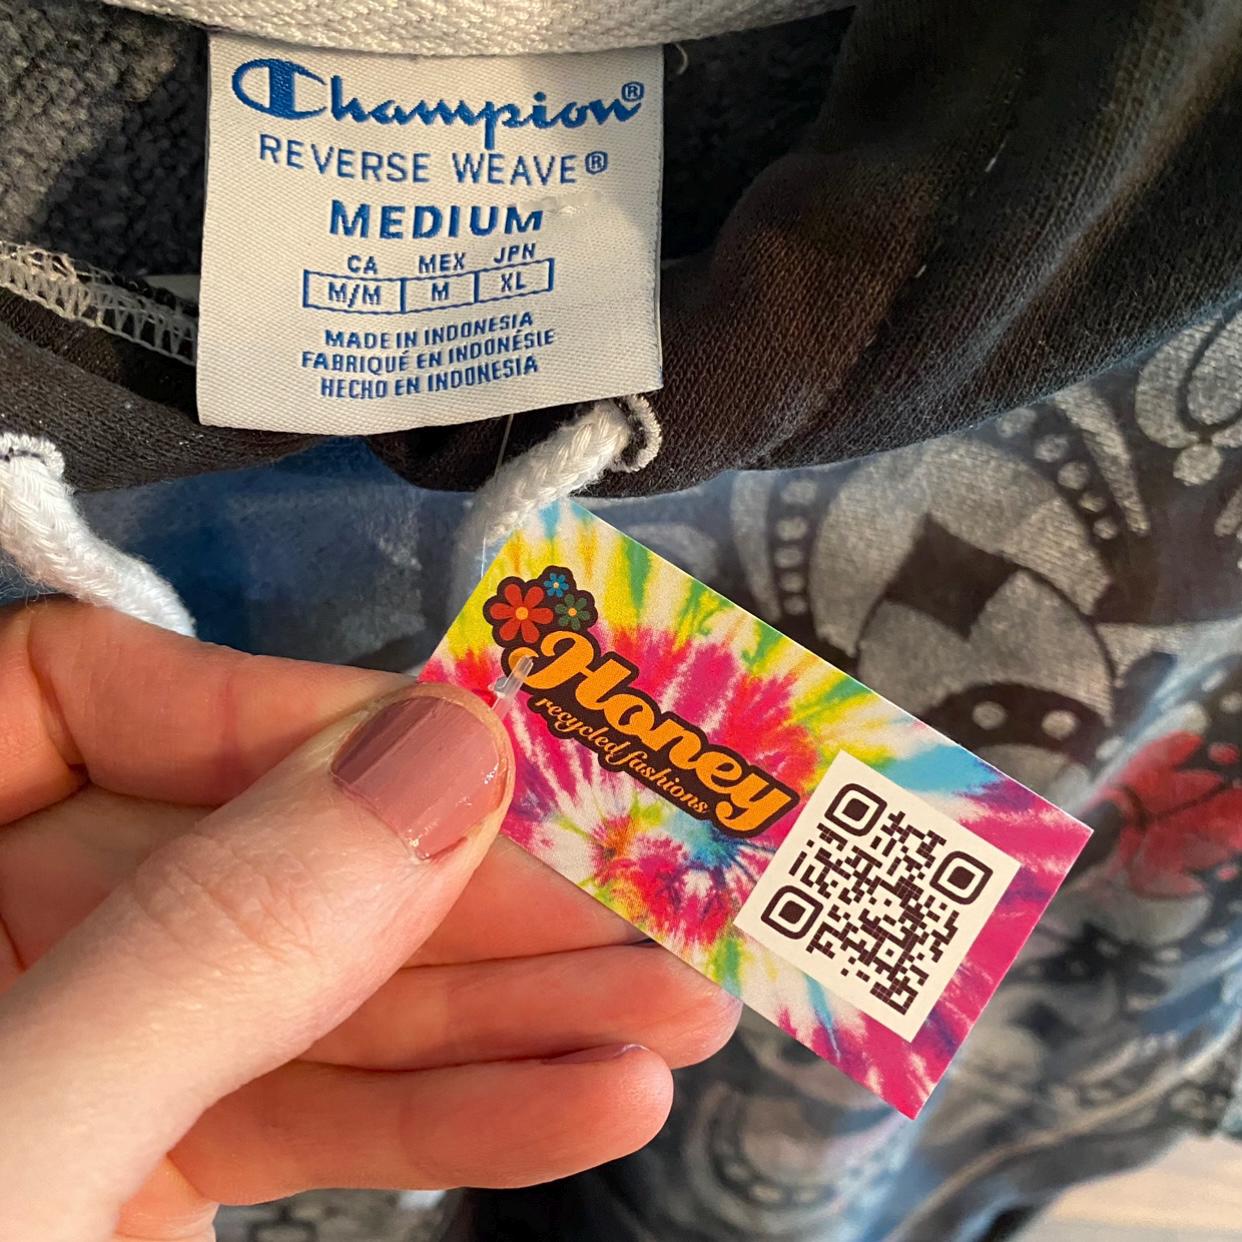 Champion®
REVERSE WEAVE®
MEDIUM
CA MEX JPN
M/M M XL
MADE IN INDONESIA
FABRIQUÉ EN INDONÉSIE
HECHO EN INDONESIA
Honey
recycled fashions